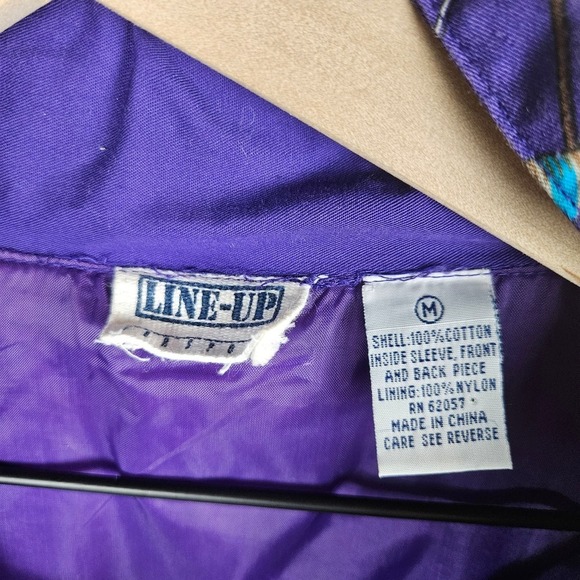 LINE-UP
M
SHELL:100%COTTON
INSIDE SLEEVE, FRONT
AND BACK PIECE
LINING:100%NYLON
RN 62057
MADE IN CHINA
CARE SEE REVERSE